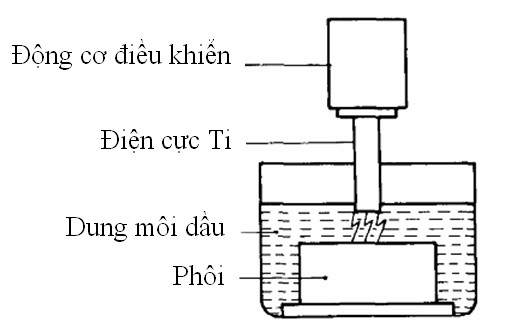 Động cơ điều khiển
Điện cực Ti
Dung môi dầu
Phôi